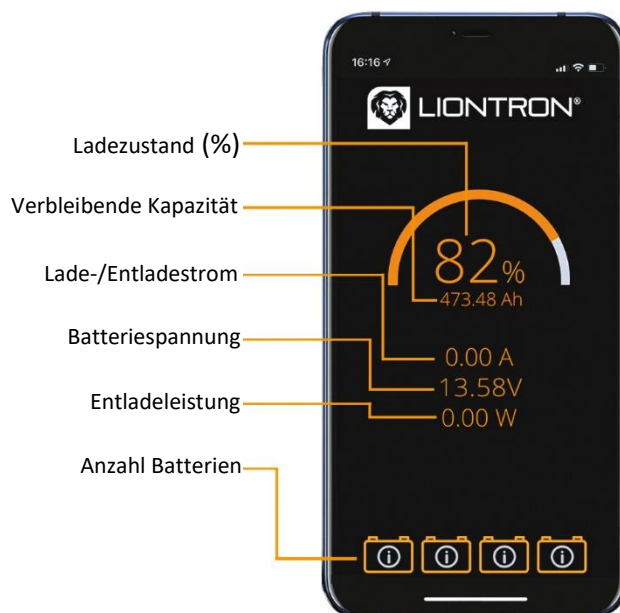 16:16
LIONTRON®
Ladezustand (%)
Verbleibende Kapazität
82%
Lade-/Entladestrom
473.48 Ah
Batteriespannung
0.00 A
13.58V
Entladeleistung
0.00 W
Anzahl Batterien